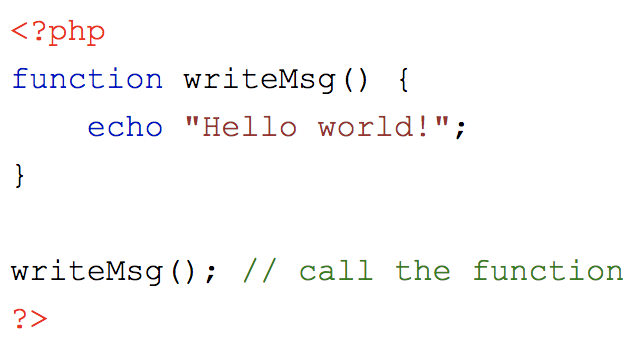 <?php
function writeMsg() {
    echo "Hello world!";
}

writeMsg(); // call the function
?>